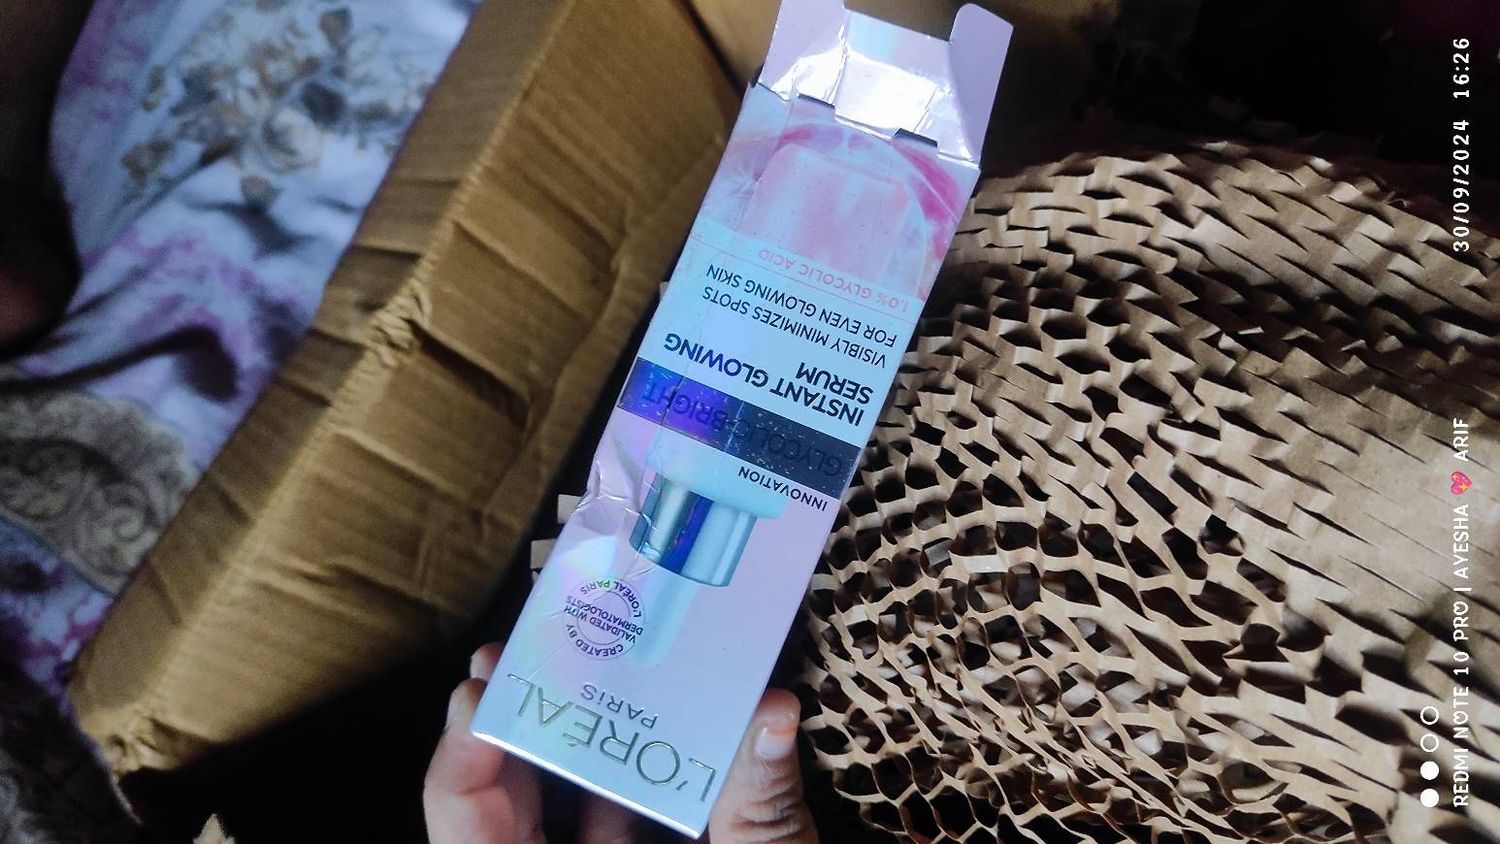 L'ORÉAL
PARiS
CREATED BY
VALIDATED WITH
DERMATOLOGISTS
L'ORÉAL PARIS
INNOVATION
GLYCOLIC-BRIGHT
INSTANT GLOWING
SERUM
VISIBLY MINIMIZES SPOTS
FOR EVEN GLOWING SKIN
1.0% GLYCOLIC ACID
REDMI NOTE 10 PRO | AYESHA 💖 ARIF
30/09/2024 16:26